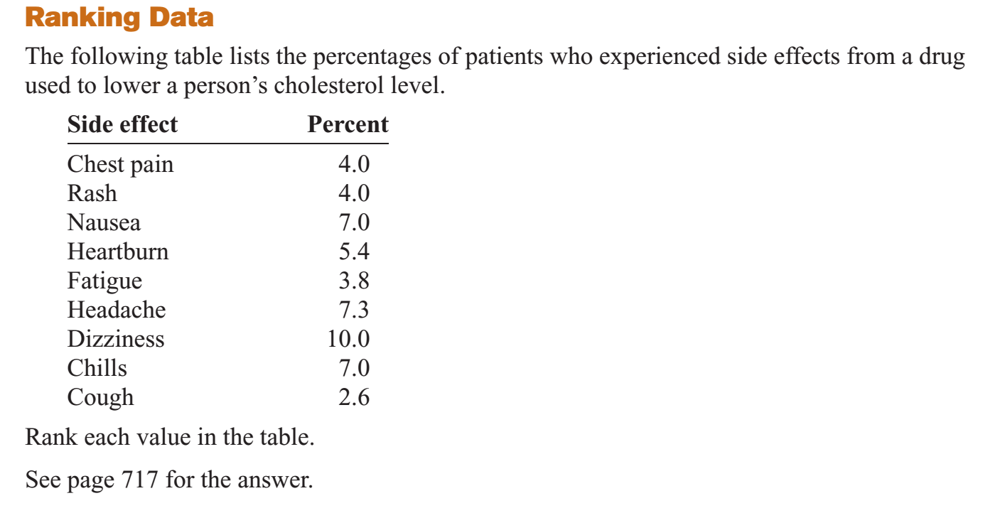 Ranking Data
The following table lists the percentages of patients who experienced side effects from a drug
used to lower a person’s cholesterol level.
Side effect Percent
Chest pain 4.0
Rash 4.0
Nausea 7.0
Heartburn 5.4
Fatigue 3.8
Headache 7.3
Dizziness 10.0
Chills 7.0
Cough 2.6
Rank each value in the table.
See page 717 for the answer.